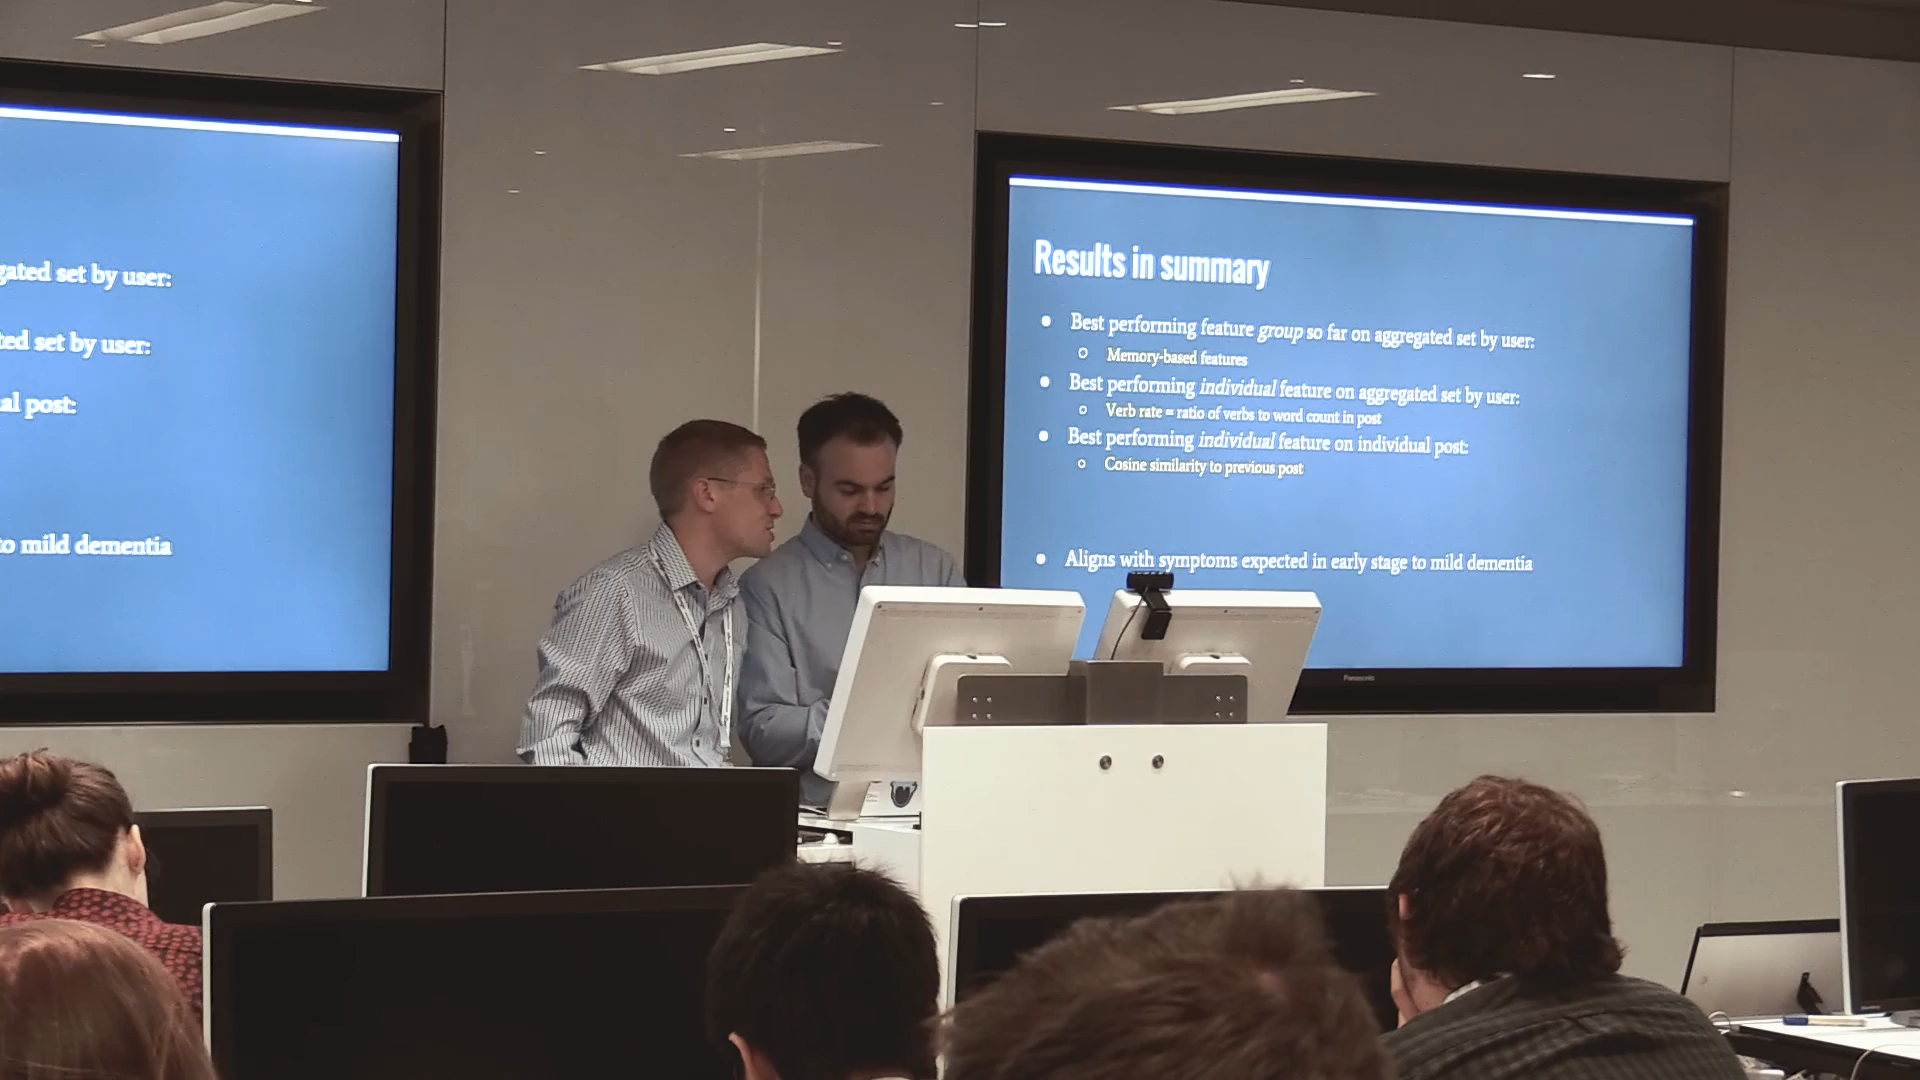 gated set by user:
ted set by user:
al post:
to mild dementia
Results in summary
Best performing feature group so far on aggregated set by user:
Memory-based features
Best performing individual feature on aggregated set by user:
Verb rate = ratio of verbs to word count in post
Best performing individual feature on individual post:
Cosine similarity to previous post
Aligns with symptoms expected in early stage to mild dementia
Panasonic